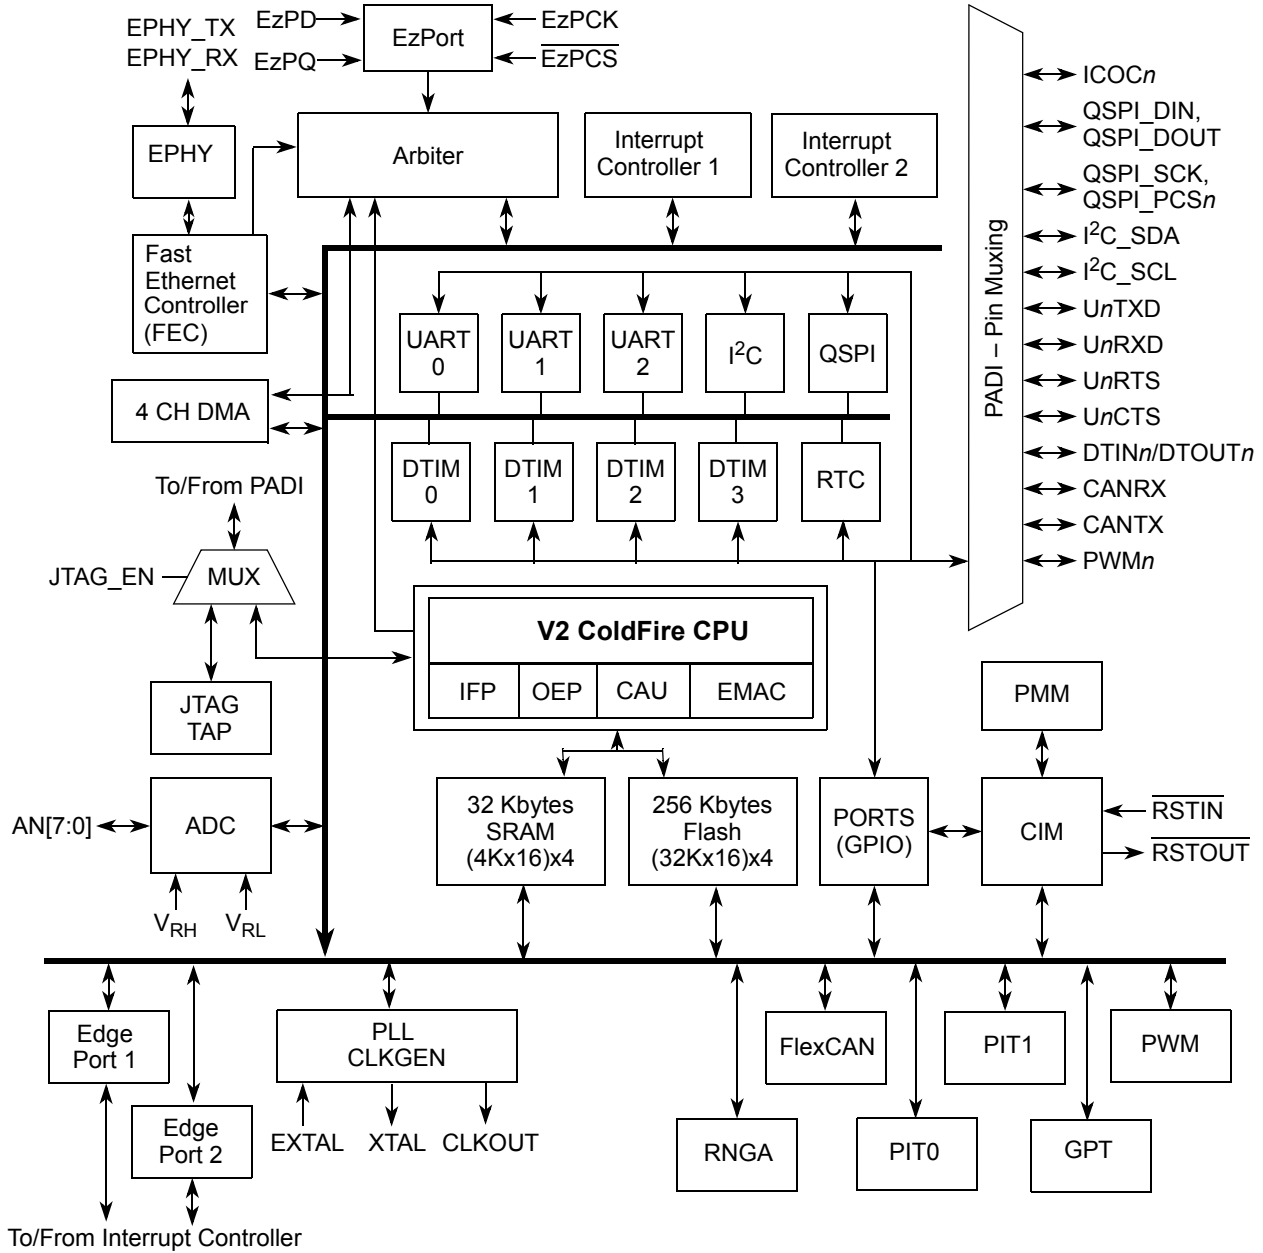 EPHY_TX
EPHY_RX
EzPD
EzPQ
EzPort
EzPCK
EzPCS
EPHY
Arbiter
Interrupt
Controller 1
Interrupt
Controller 2
Fast
Ethernet
Controller
(FEC)
UART
0
UART
1
UART
2
I²C
QSPI
4 CH DMA
DTIM
0
DTIM
1
DTIM
2
DTIM
3
RTC
PADI – Pin Muxing
ICOCn
QSPI_DIN,
QSPI_DOUT
QSPI_SCK,
QSPI_PCSn
I²C_SDA
I²C_SCL
UnTXD
UnRXD
UnRTS
UnCTS
DTINn/DTOUTn
CANRX
CANTX
PWMn
To/From PADI
JTAG_EN
MUX
JTAG
TAP
V2 ColdFire CPU
IFP
OEP
CAU
EMAC
PMM
AN[7:0]
ADC
VRH
VRL
32 Kbytes
SRAM
(4Kx16)x4
256 Kbytes
Flash
(32Kx16)x4
PORTS
(GPIO)
CIM
RSTIN
RSTOUT
Edge
Port 1
Edge
Port 2
PLL
CLKGEN
EXTAL
XTAL
CLKOUT
FlexCAN
PIT1
PWM
RNGA
PIT0
GPT
To/From Interrupt Controller